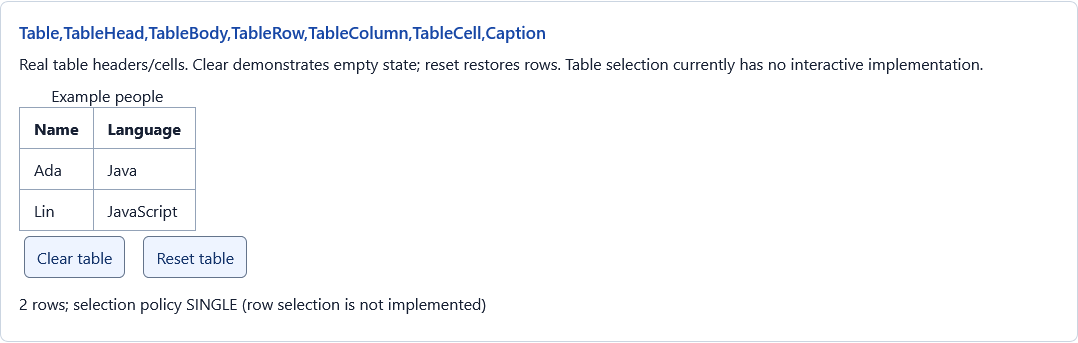 Table,TableHead,TableBody,TableRow,TableColumn,TableCell,Caption
Real table headers/cells. Clear demonstrates empty state; reset restores rows. Table selection currently has no interactive implementation.
Example people
Name Language
Ada Java
Lin JavaScript
Clear table Reset table
2 rows; selection policy SINGLE (row selection is not implemented)